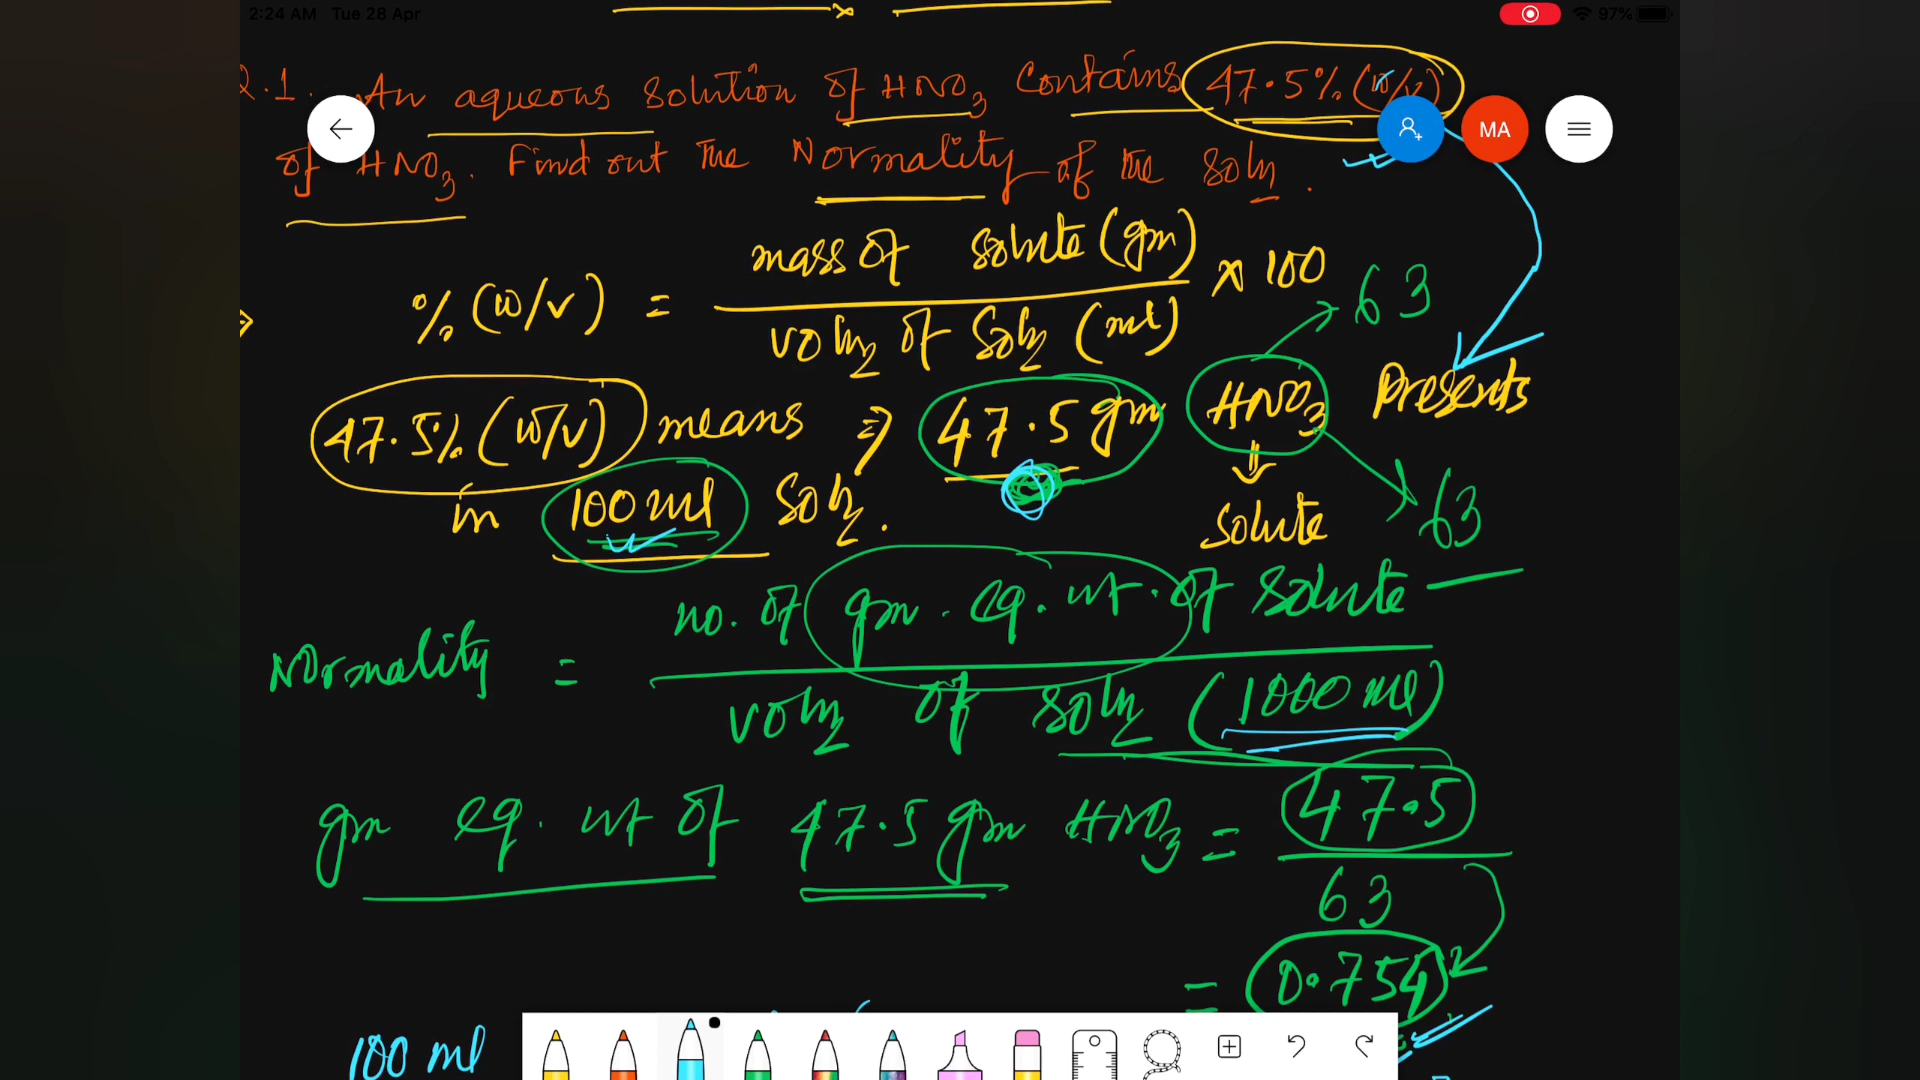 2:24 AM Tue 28 Apr
97%
Q.1. An aqueous solution of HNO3 Contains 47.5% (w/v)
of HNO3. Find out the Normality of the soln.
MA
% (w/v) = mass of solute (gm) / volm of Soln (ml) × 100
63
47.5% (w/v) means ⇒ 47.5 gm HNO3 Presents
in 100 ml Soln.
solute
63
Normality = no. of gm. eq. wt. of solute / volm of soln (1000 ml)
gm eq. wt of 47.5 gm HNO3 = 47.5 / 63
= 0.754
100 ml